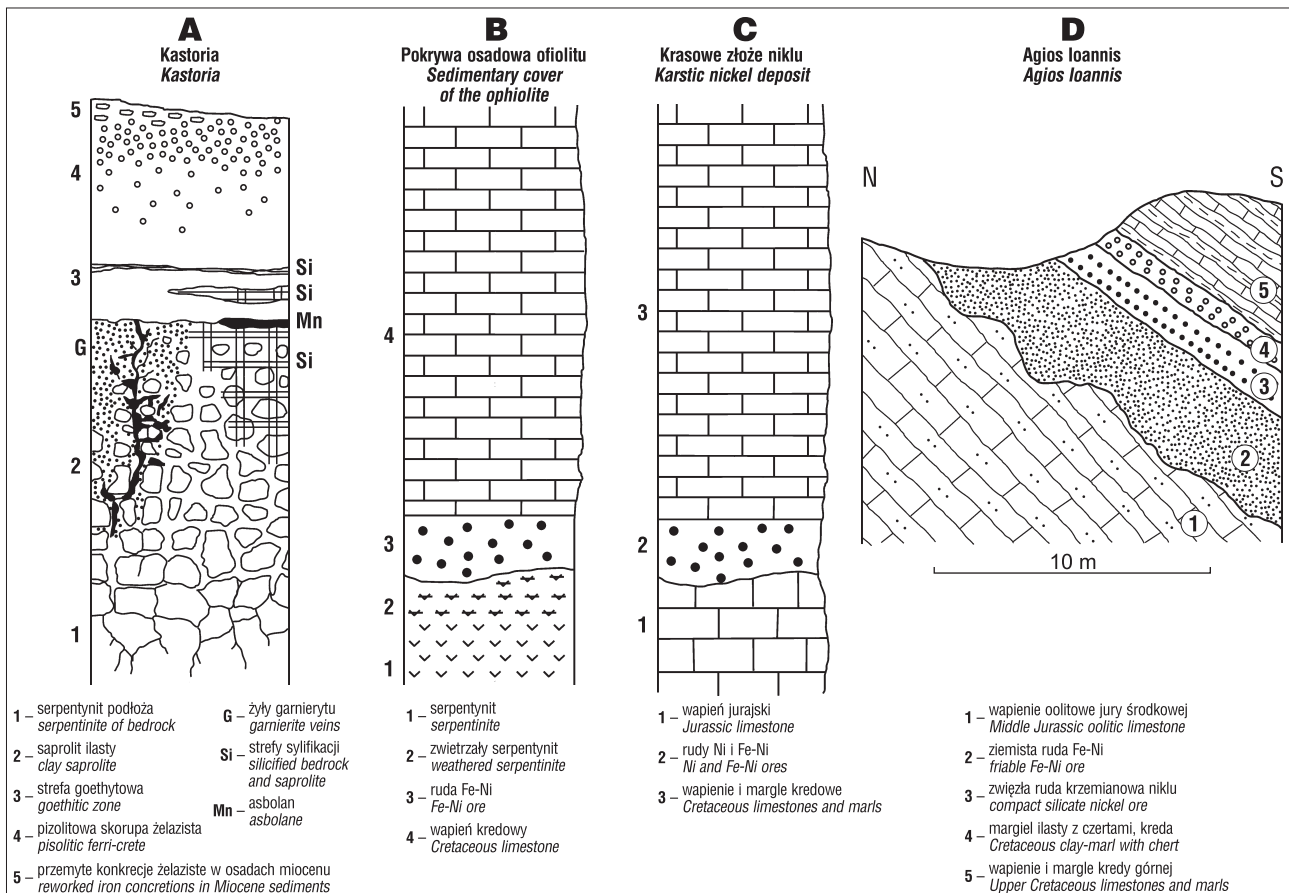 A
Kastoria
Kastoria
5
4
3
G
2
1
Si
Si
Mn
Si
B
Pokrywa osadowa ofiolitu
Sedimentary cover
of the ophiolite
4
3
2
1
C
Krasowe złoże niklu
Karstic nickel deposit
3
2
1
D
Agios Ioannis
Agios Ioannis
N
S
5
4
3
2
1
10 m
1 – serpentynit podłoża
serpentinite of bedrock
2 – saprolit ilasty
clay saprolite
3 – strefa goethytowa
goethitic zone
4 – pizolitowa skorupa żelazista
pisolitic ferri-crete
5 – przemyte konkrecje żelaziste w osadach miocenu
reworked iron concretions in Miocene sediments
G – żyły garnierytu
garnierite veins
Si – strefy sylifikacji
silicified bedrock
and saprolite
Mn – asbolan
asbolane
1 – serpentynit
serpentinite
2 – zwietrzały serpentynit
weathered serpentinite
3 – ruda Fe-Ni
Fe-Ni ore
4 – wapień kredowy
Cretaceous limestone
1 – wapień jurajski
Jurassic limestone
2 – rudy Ni i Fe-Ni
Ni and Fe-Ni ores
3 – wapienie i margle kredowe
Cretaceous limestones and marls
1 – wapienie oolitowe jury środkowej
Middle Jurassic oolitic limestone
2 – ziemista ruda Fe-Ni
friable Fe-Ni ore
3 – zwięzła ruda krzemianowa niklu
compact silicate nickel ore
4 – margiel ilasty z czertami, kreda
Cretaceous clay-marl with chert
5 – wapienie i margle kredy górnej
Upper Cretaceous limestones and marls